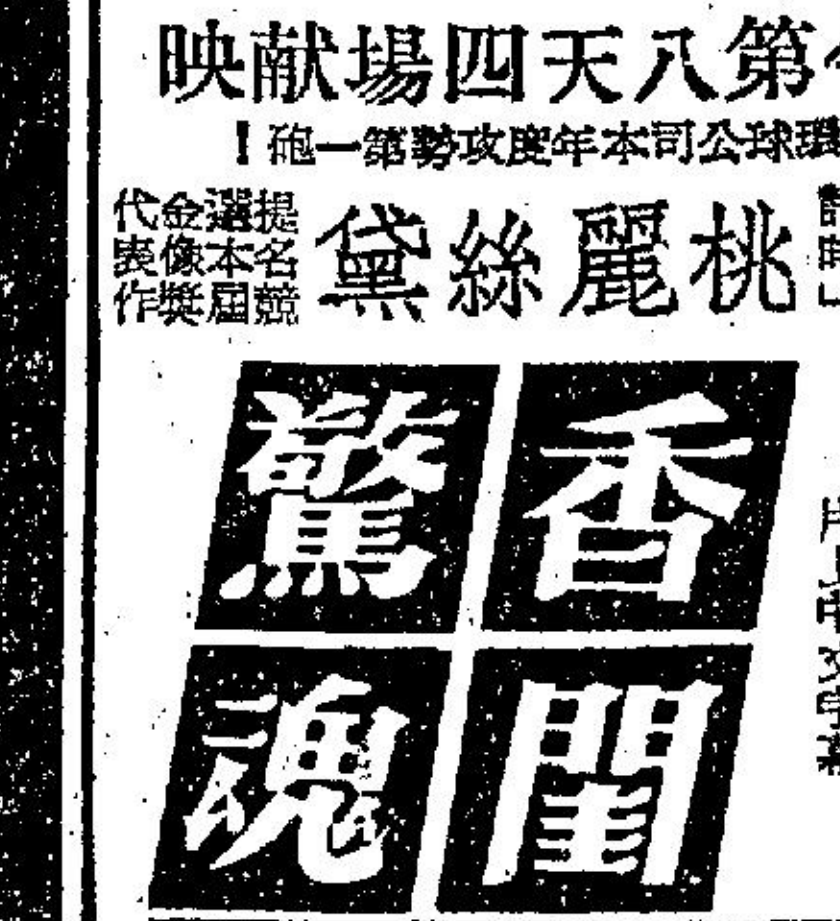 第八天四場献映
環球公司本年度攻勢第一砲!
桃麗絲黛
提名競
選本屆
金像獎
代表作
香閨
驚魂